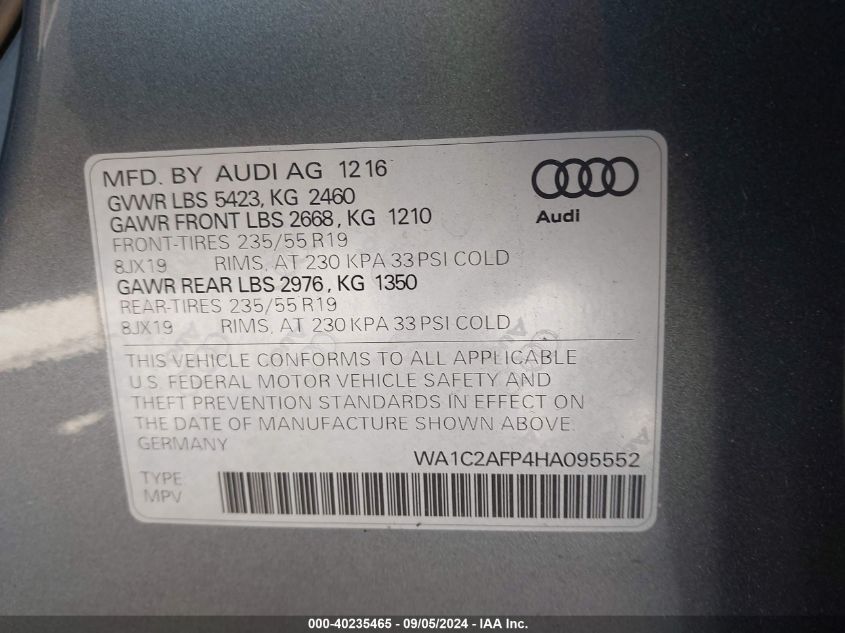 MFD. BY AUDI AG 1216
GVWR LBS 5423, KG 2460
GAWR FRONT LBS 2668, KG 1210
FRONT-TIRES 235/55 R19
8JX19 RIMS, AT 230 KPA 33 PSI COLD
GAWR REAR LBS 2976, KG 1350
REAR-TIRES 235/55 R19
8JX19 RIMS, AT 230 KPA 33 PSI COLD
Audi
THIS VEHICLE CONFORMS TO ALL APPLICABLE
U.S. FEDERAL MOTOR VEHICLE SAFETY AND
THEFT PREVENTION STANDARDS IN EFFECT ON
THE DATE OF MANUFACTURE SHOWN ABOVE.
GERMANY
WA1C2AFP4HA095552
TYPE:
MPV
000-40235465 - 09/05/2024 - IAA Inc.